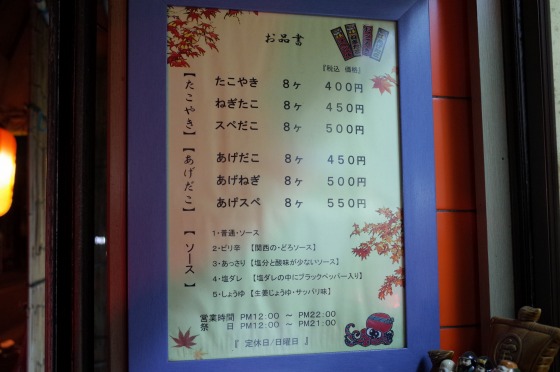 お品書
『税込 価格』
【たこやき】
たこやき 8ヶ 400円
ねぎたこ 8ヶ 450円
スペだこ 8ヶ 500円
【あげだこ】
あげだこ 8ヶ 450円
あげねぎ 8ヶ 500円
あげスペ 8ヶ 550円
【ソース】
1・普通・ソース
2・ピリ辛 【関西の・どろソース】
3・あっさり【塩分と酸味が少ないソース】
4・塩ダレ 【塩ダレの中にブラックペッパー入り】
5・しょうゆ 【生姜じょうゆ・サッパリ味】
営業時間 PM12:00 ～ PM22:00
祭 日 PM12:00 ～ PM21:00
『 定休日/日曜日 』